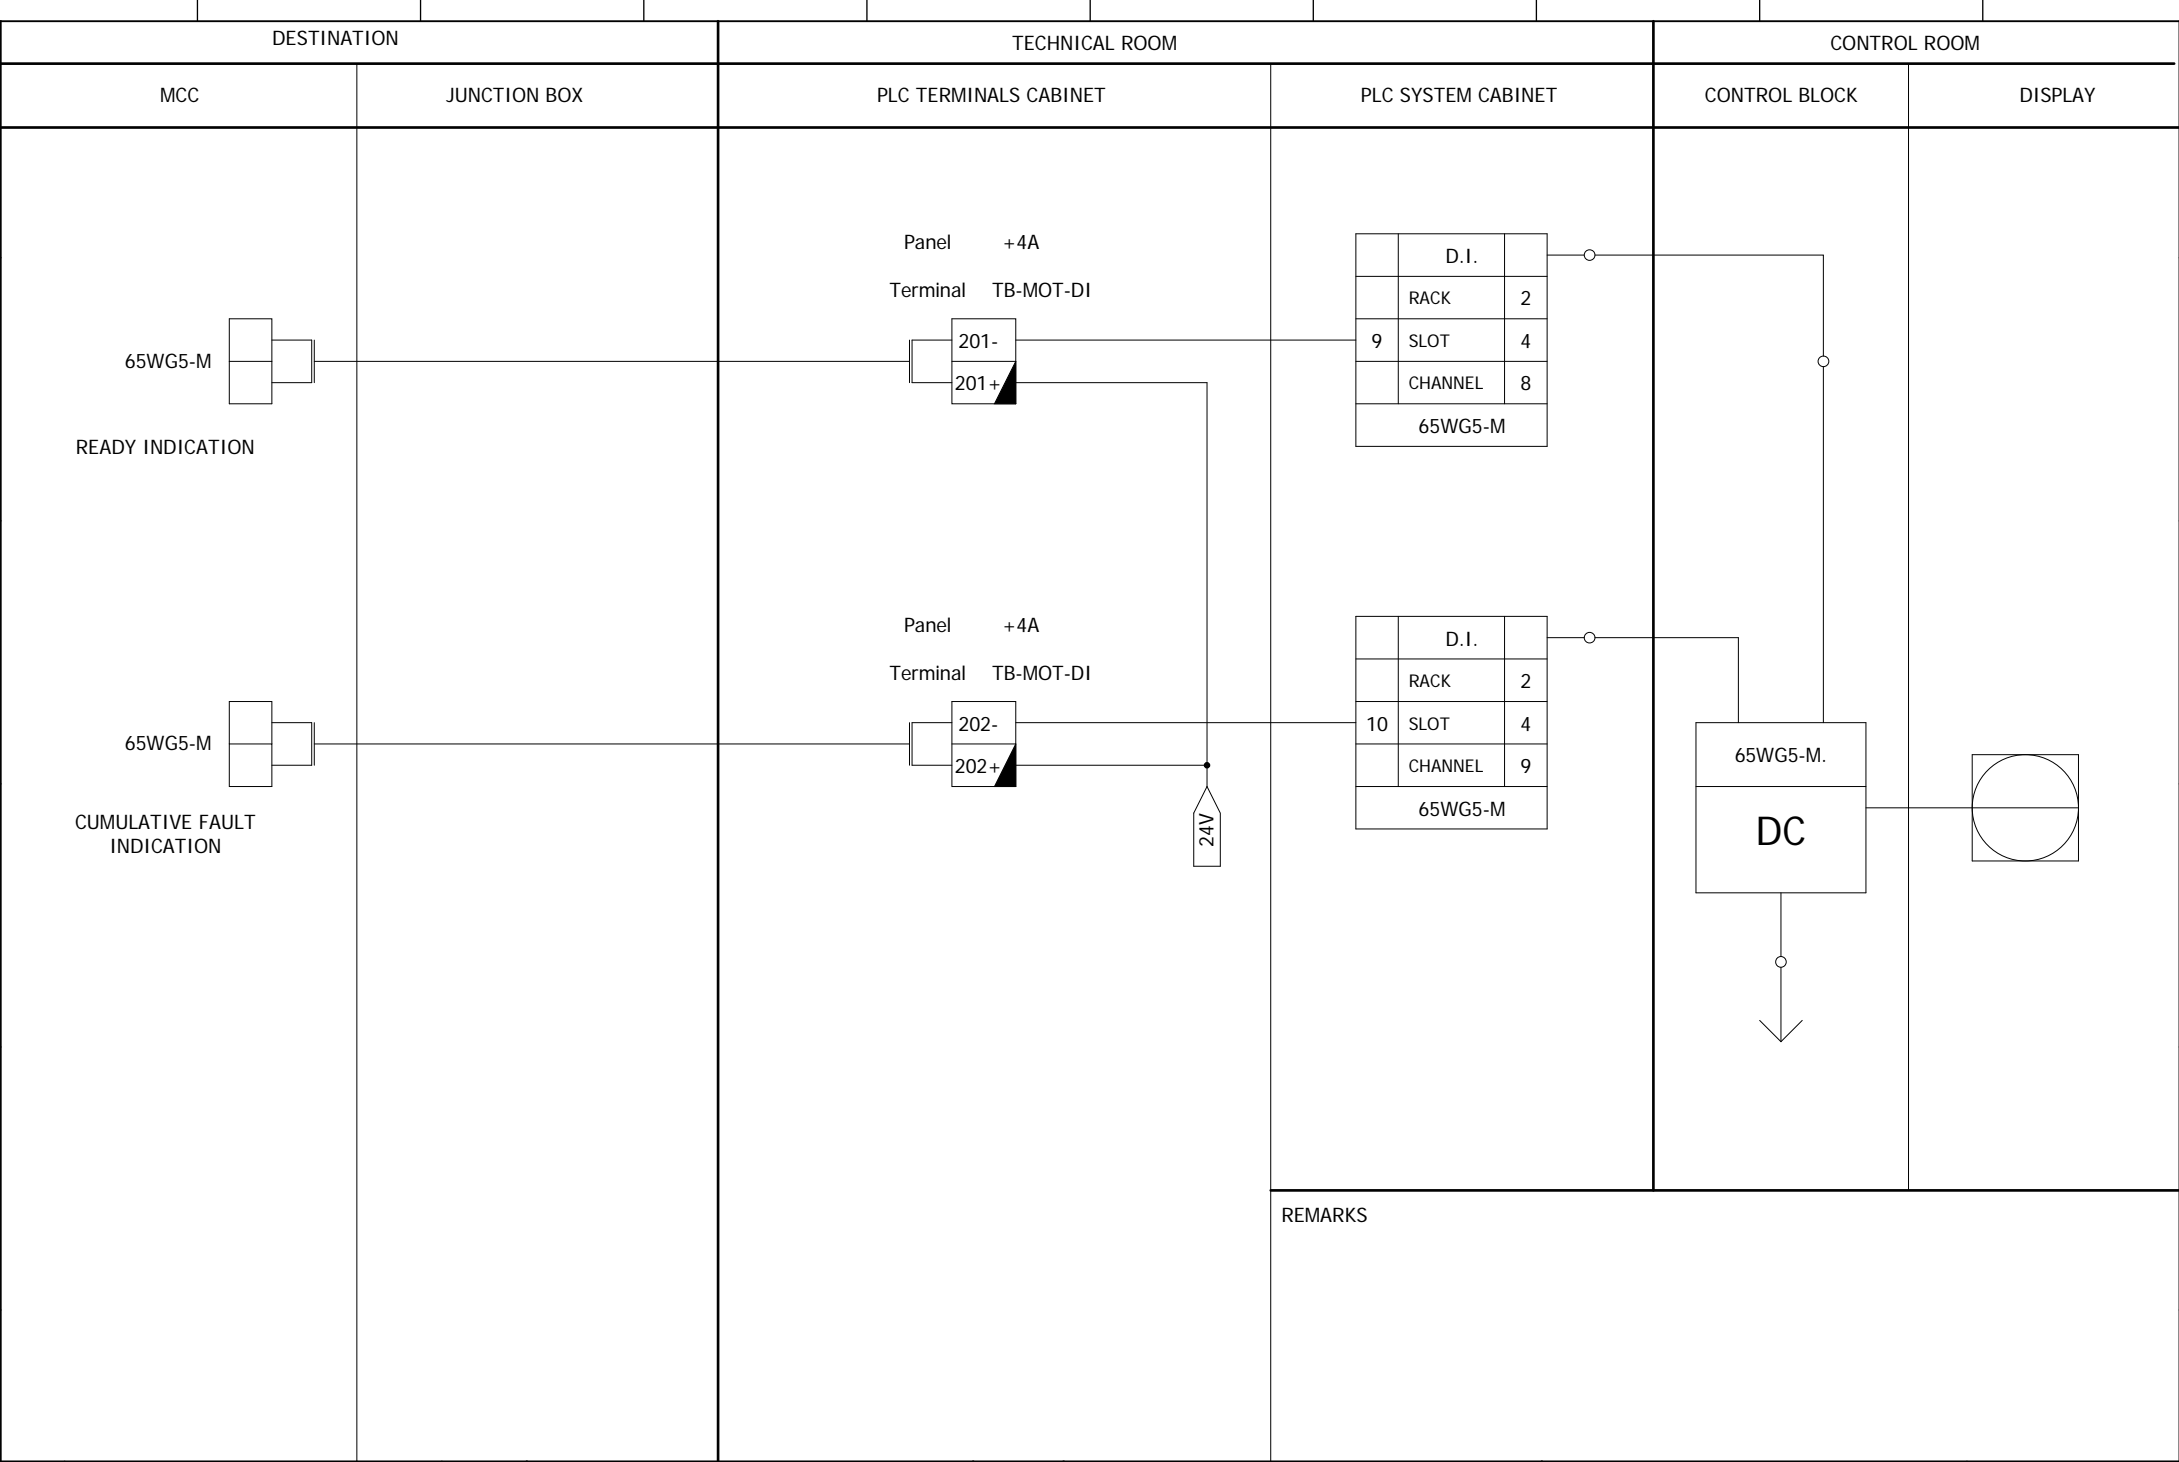 DESTINATION
TECHNICAL ROOM
CONTROL ROOM
MCC
JUNCTION BOX
PLC TERMINALS CABINET
PLC SYSTEM CABINET
CONTROL BLOCK
DISPLAY
65WG5-M
READY INDICATION
Panel +4A
Terminal TB-MOT-DI
201-
201+
D.I.
RACK 2
9 SLOT 4
CHANNEL 8
65WG5-M
65WG5-M
CUMULATIVE FAULT
INDICATION
Panel +4A
Terminal TB-MOT-DI
202-
202+
24V
D.I.
RACK 2
10 SLOT 4
CHANNEL 9
65WG5-M
65WG5-M.
DC
REMARKS